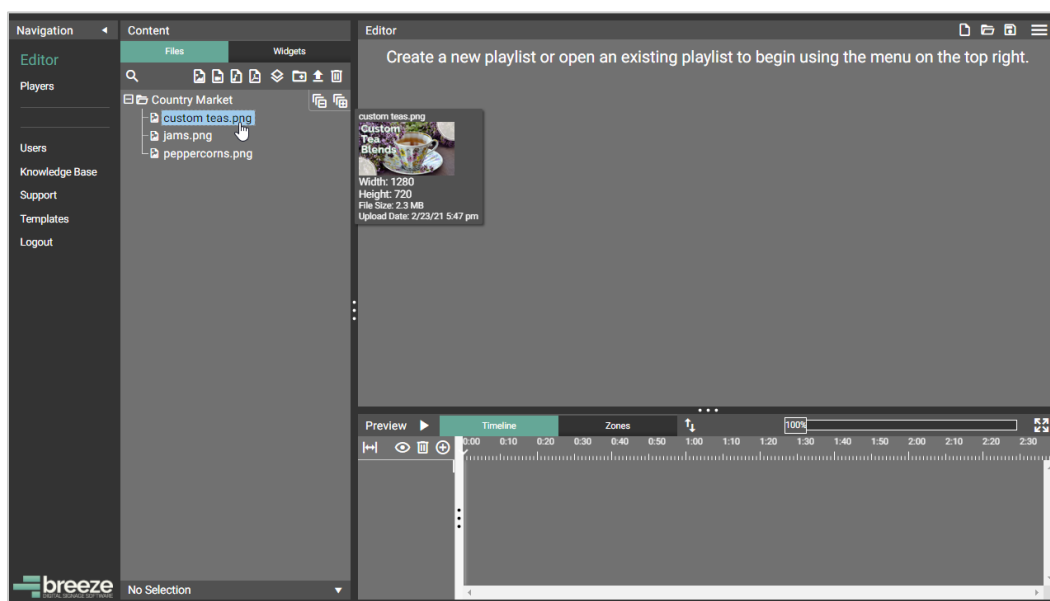 Navigation
Content
Editor
Editor
Files
Widgets
Create a new playlist or open an existing playlist to begin using the menu on the top right.
Players
Country Market
custom teas.png
jams.png
peppercorns.png
custom teas.png
Custom
Tea
Blends
Width: 1280
Height: 720
File Size: 2.3 MB
Upload Date: 2/23/21 5:47 pm
Users
Knowledge Base
Support
Templates
Logout
Preview
Timeline
Zones
100%
0:00 0:10 0:20 0:30 0:40 0:50 1:00 1:10 1:20 1:30 1:40 1:50 2:00 2:10 2:20 2:30
breeze
DIGITAL SIGNAGE SOFTWARE
No Selection